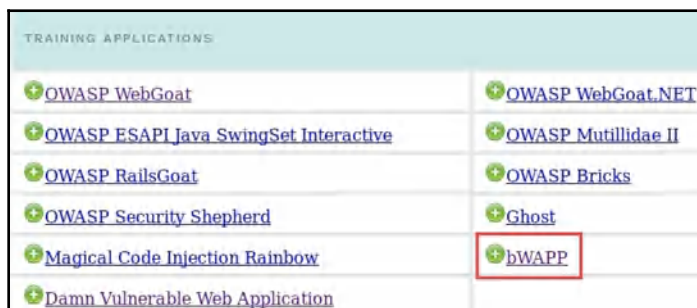 TRAINING APPLICATIONS
OWASP WebGoat
OWASP WebGoat.NET
OWASP ESAPI Java SwingSet Interactive
OWASP Mutillidae II
OWASP RailsGoat
OWASP Bricks
OWASP Security Shepherd
Ghost
Magical Code Injection Rainbow
bWAPP
Damn Vulnerable Web Application